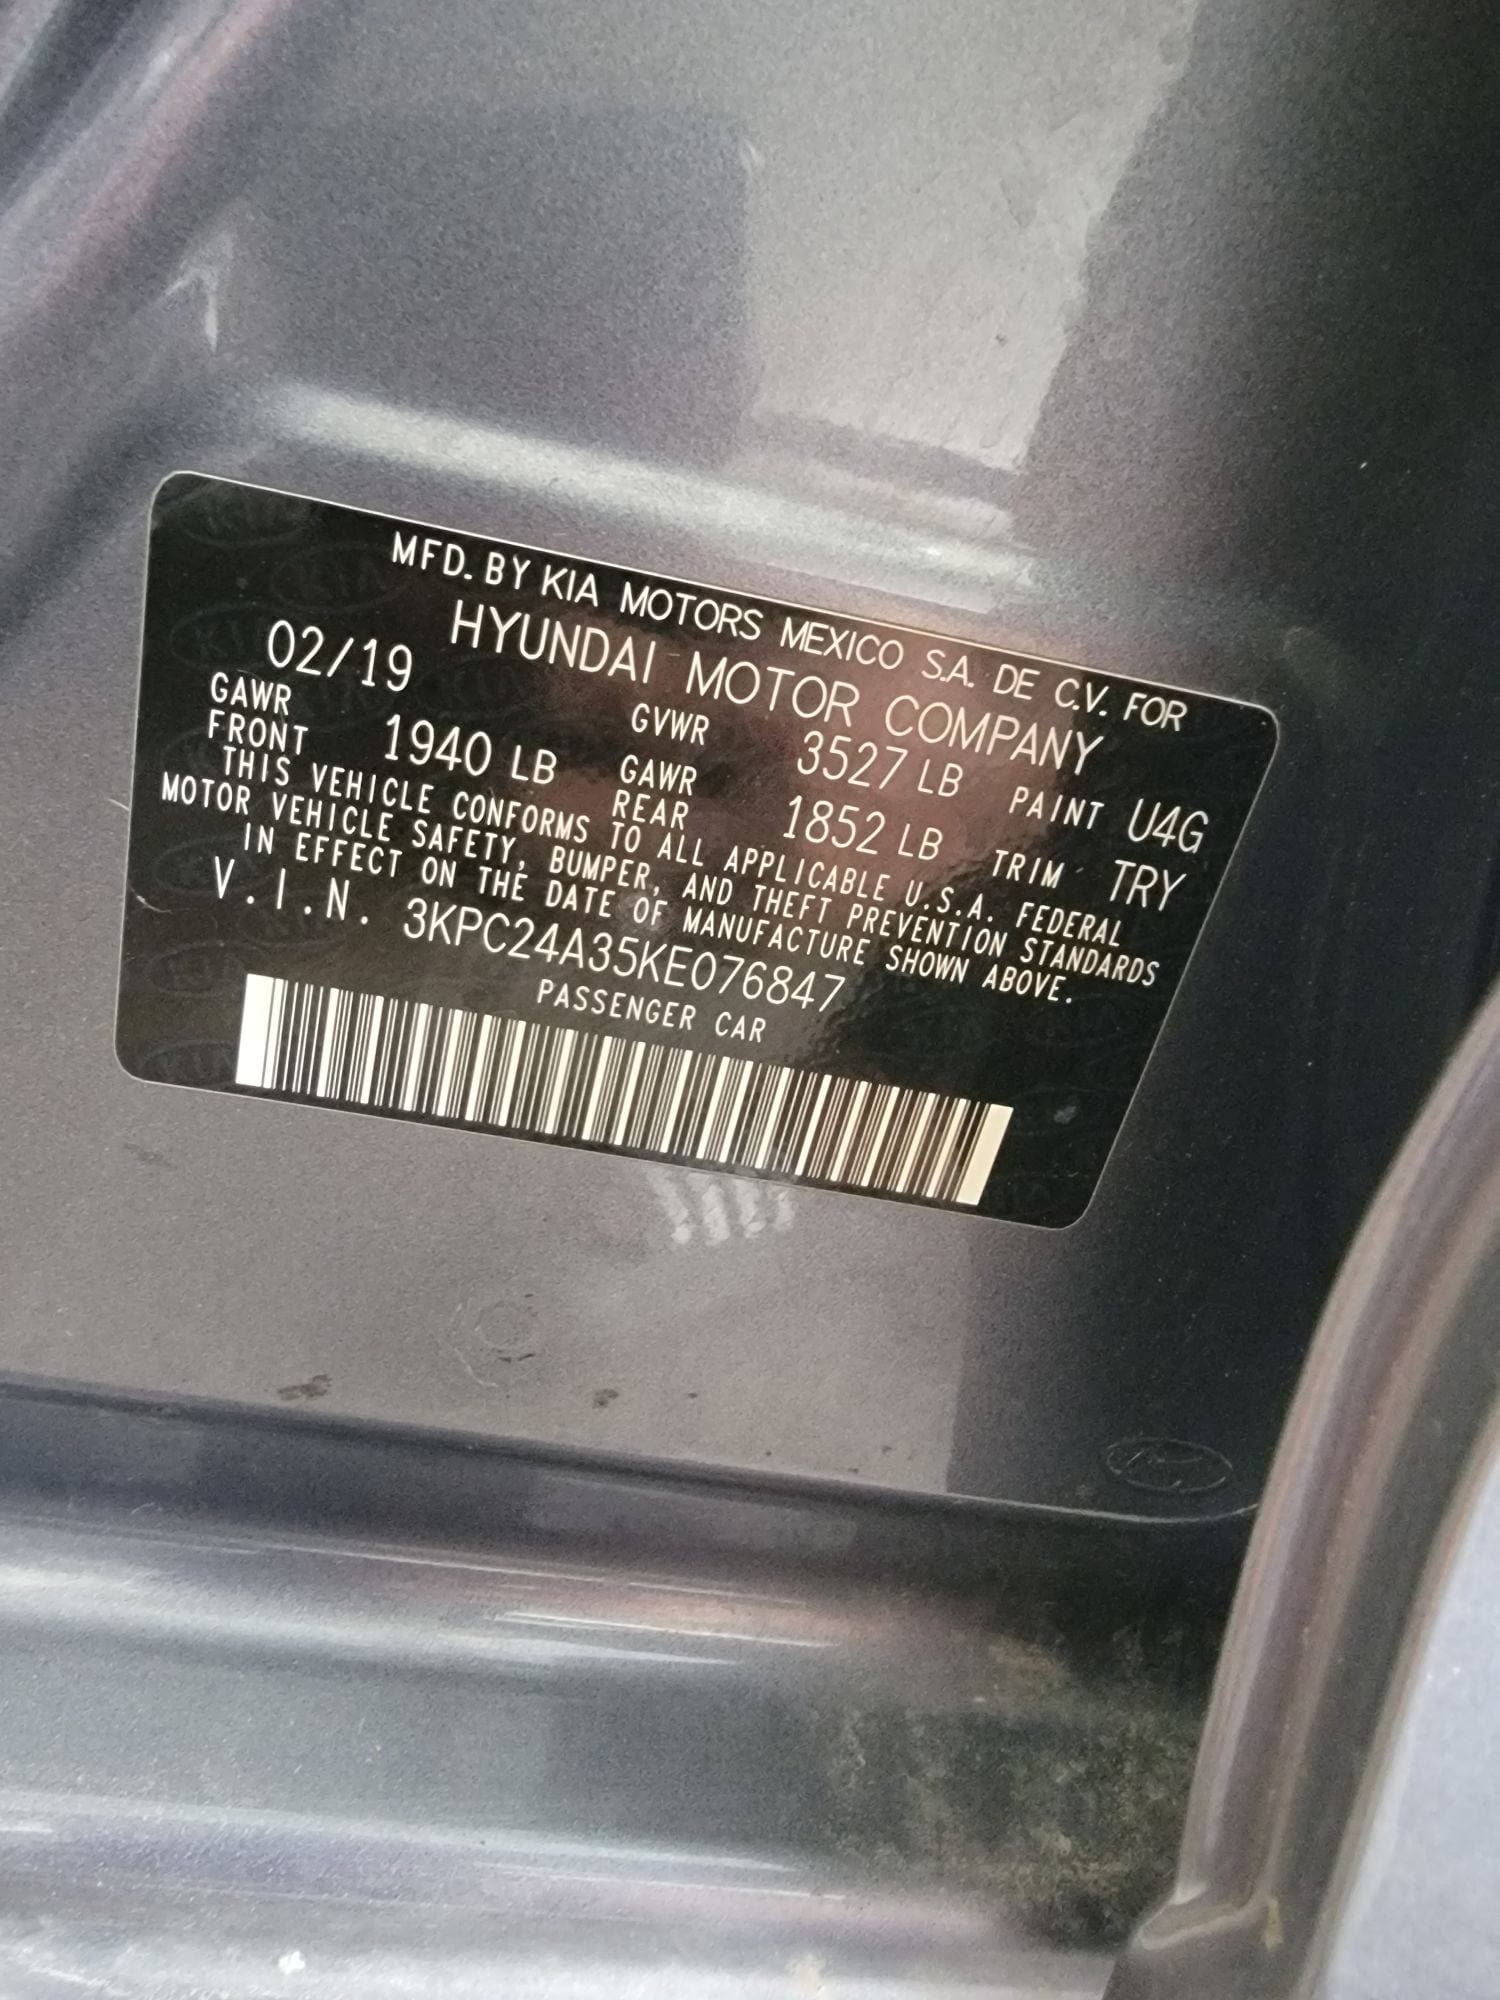 MFD. BY KIA MOTORS MEXICO S.A. DE C.V. FOR
HYUNDAI MOTOR COMPANY
02/19 GVWR 3527 LB PAINT U4G
GAWR FRONT 1940 LB GAWR REAR 1852 LB TRIM TRY
THIS VEHICLE CONFORMS TO ALL APPLICABLE U.S.A. FEDERAL
MOTOR VEHICLE SAFETY, BUMPER, AND THEFT PREVENTION STANDARDS
IN EFFECT ON THE DATE OF MANUFACTURE SHOWN ABOVE.
V.I.N. 3KPC24A35KE076847
PASSENGER CAR